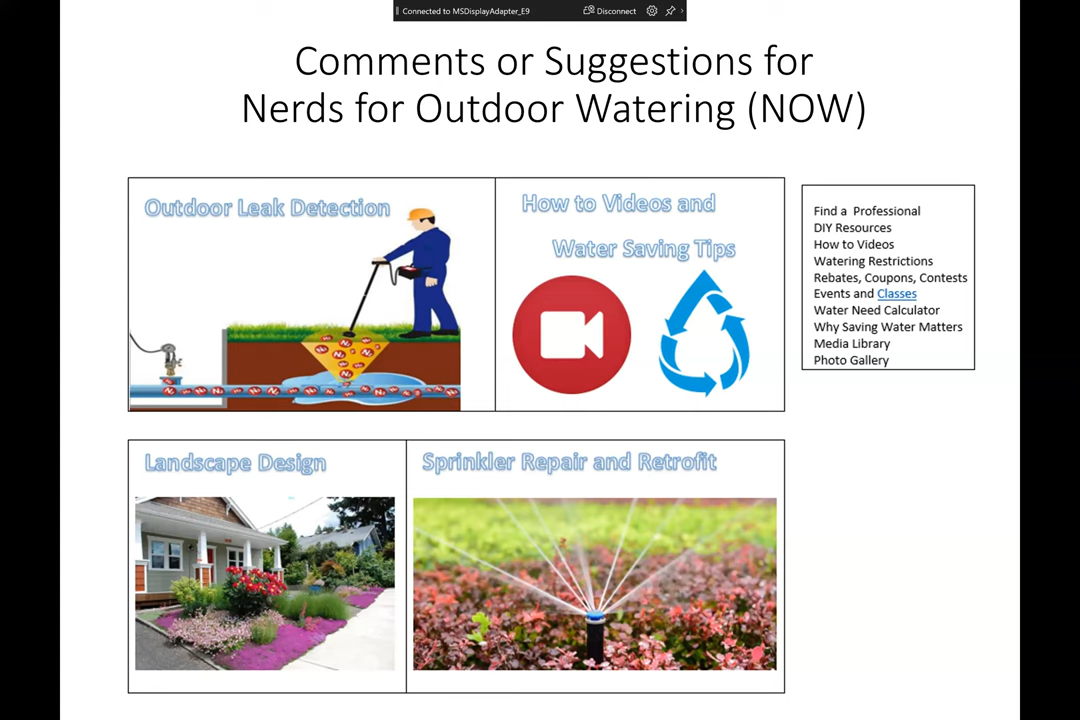 Connected to MSDisplayAdapter_E9
Disconnect
Comments or Suggestions for
Nerds for Outdoor Watering (NOW)
Outdoor Leak Detection
How to Videos and
Water Saving Tips
Find a Professional
DIY Resources
How to Videos
Watering Restrictions
Rebates, Coupons, Contests
Events and Classes
Water Need Calculator
Why Saving Water Matters
Media Library
Photo Gallery
N₂
Landscape Design
Sprinkler Repair and Retrofit